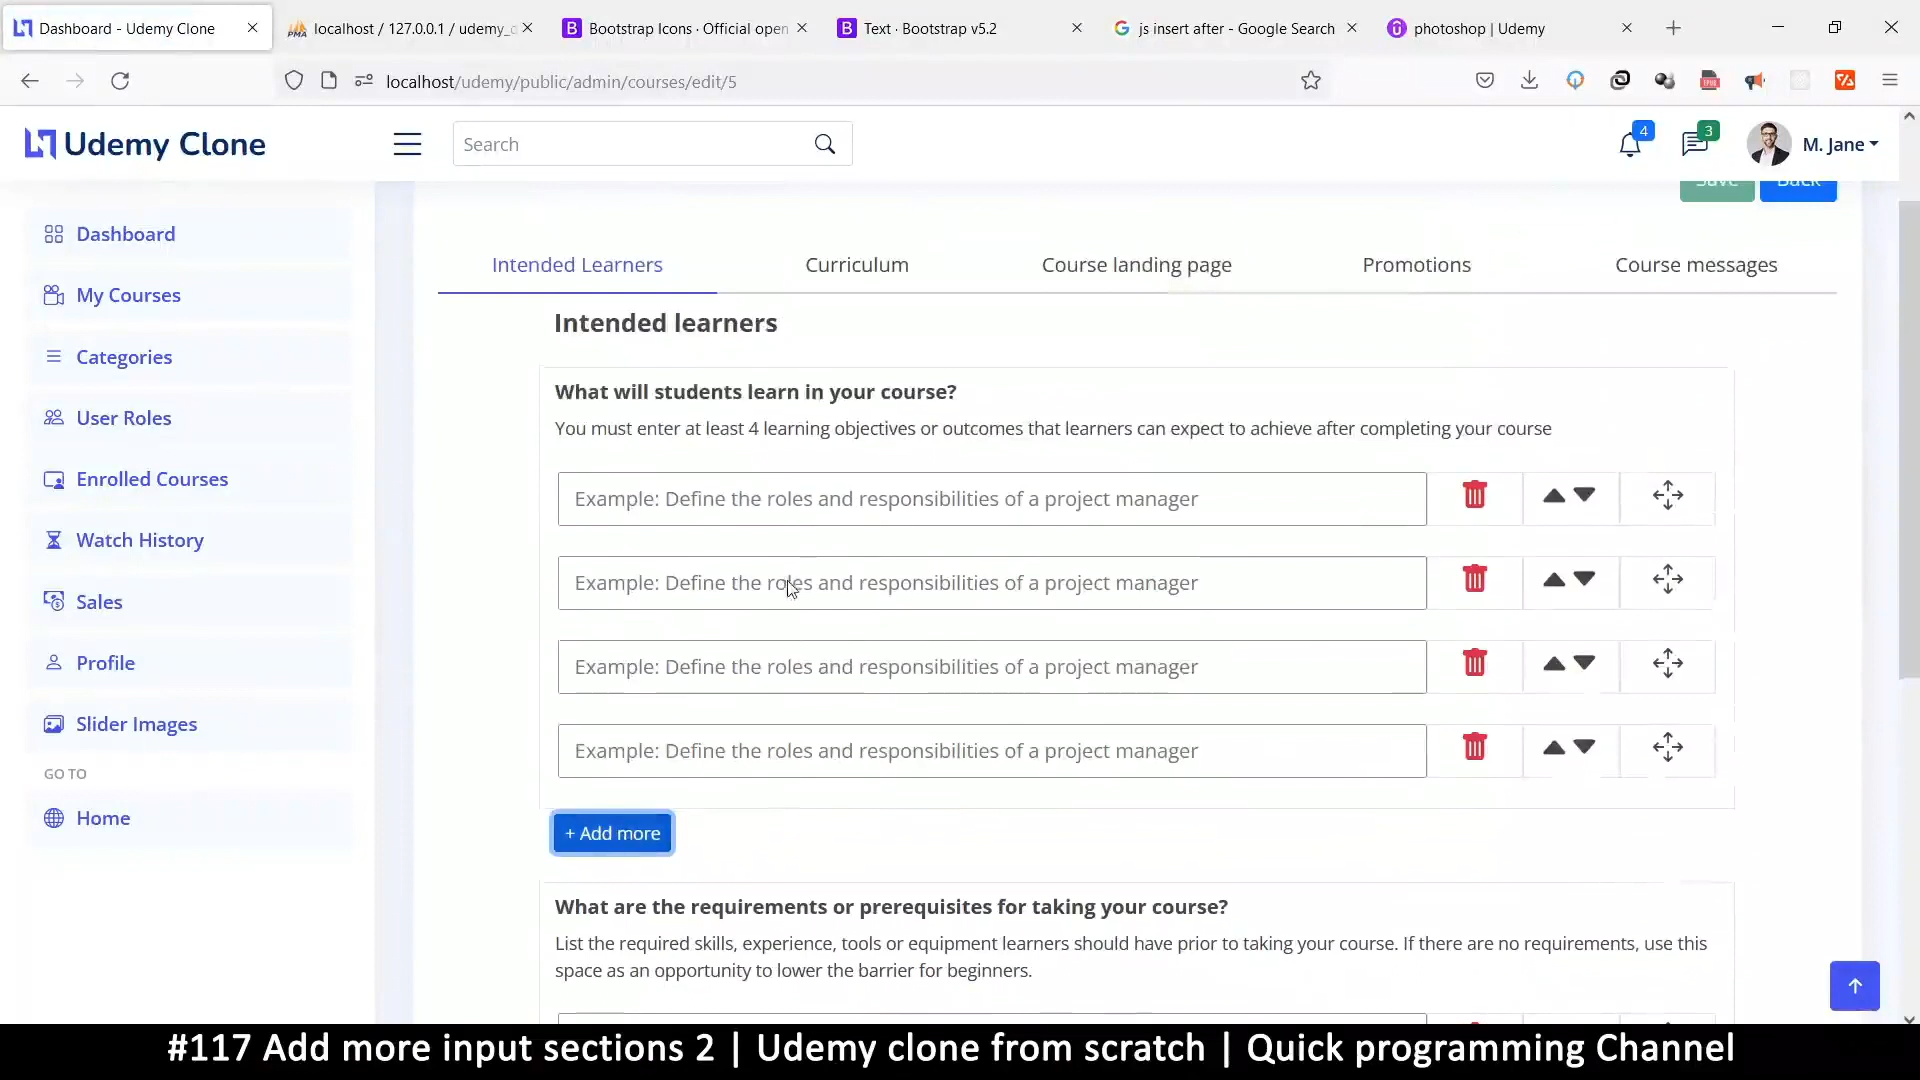 Dashboard - Udemy Clone
localhost / 127.0.0.1 / udemy_c
Bootstrap Icons · Official open
Text · Bootstrap v5.2
js insert after - Google Search
photoshop | Udemy
localhost/udemy/public/admin/courses/edit/5
Udemy Clone
Search
4
3
M. Jane
Save
Back
Dashboard
My Courses
Categories
User Roles
Enrolled Courses
Watch History
Sales
Profile
Slider Images
GO TO
Home
Intended Learners
Curriculum
Course landing page
Promotions
Course messages
Intended learners
What will students learn in your course?
You must enter at least 4 learning objectives or outcomes that learners can expect to achieve after completing your course
Example: Define the roles and responsibilities of a project manager
Example: Define the roles and responsibilities of a project manager
Example: Define the roles and responsibilities of a project manager
Example: Define the roles and responsibilities of a project manager
+ Add more
What are the requirements or prerequisites for taking your course?
List the required skills, experience, tools or equipment learners should have prior to taking your course. If there are no requirements, use this
space as an opportunity to lower the barrier for beginners.
#117 Add more input sections 2 | Udemy clone from scratch | Quick programming Channel